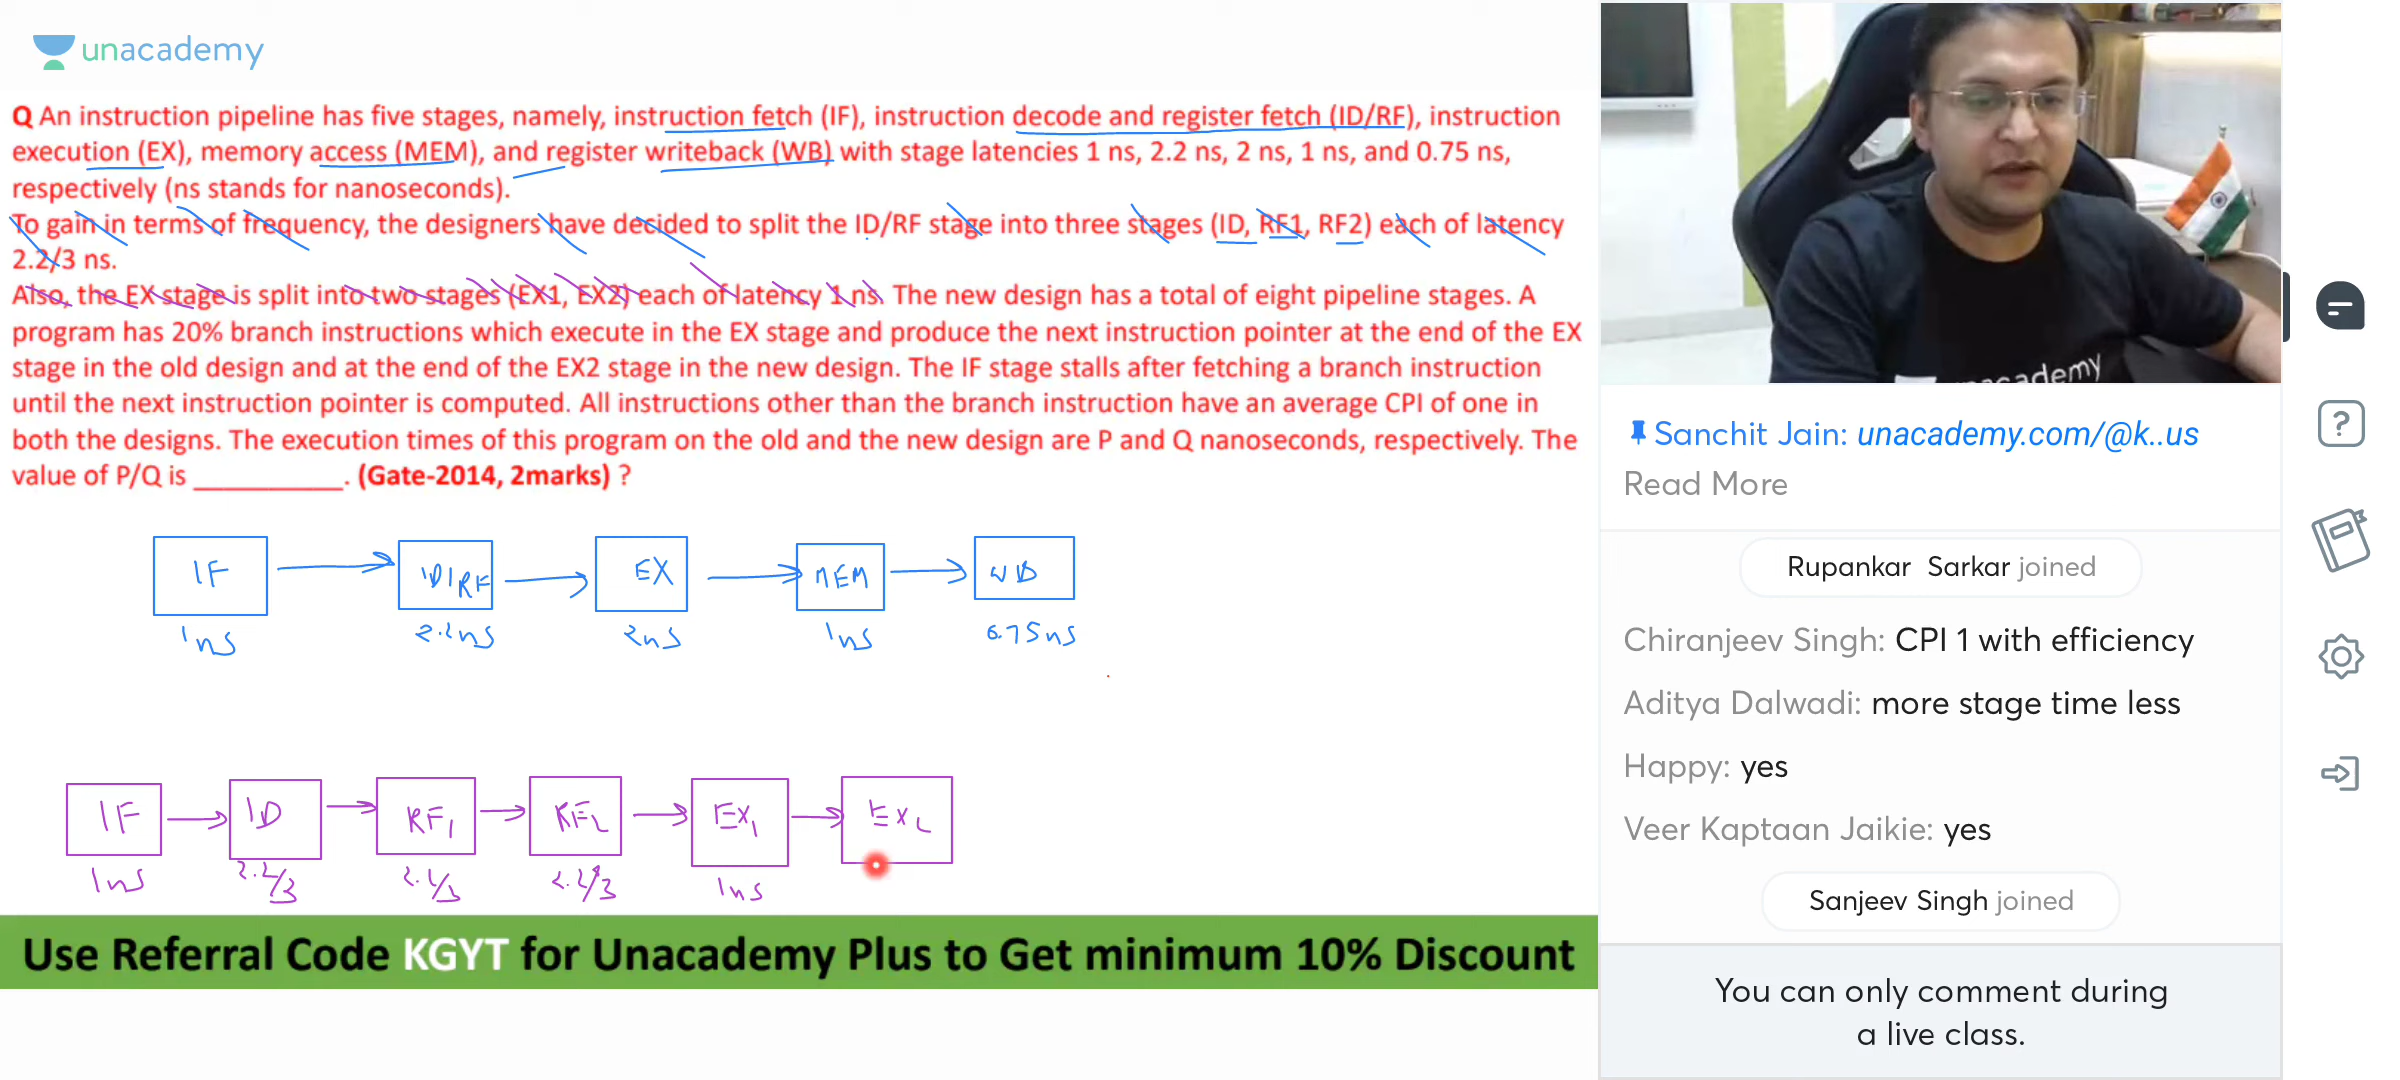 unacademy
Q An instruction pipeline has five stages, namely, instruction fetch (IF), instruction decode and register fetch (ID/RF), instruction
execution (EX), memory access (MEM), and register writeback (WB) with stage latencies 1 ns, 2.2 ns, 2 ns, 1 ns, and 0.75 ns,
respectively (ns stands for nanoseconds).
To gain in terms of frequency, the designers have decided to split the ID/RF stage into three stages (ID, RF1, RF2) each of latency
2.2/3 ns.
Also, the EX stage is split into two stages (EX1, EX2) each of latency 1 ns. The new design has a total of eight pipeline stages. A
program has 20% branch instructions which execute in the EX stage and produce the next instruction pointer at the end of the EX
stage in the old design and at the end of the EX2 stage in the new design. The IF stage stalls after fetching a branch instruction
until the next instruction pointer is computed. All instructions other than the branch instruction have an average CPI of one in
both the designs. The execution times of this program on the old and the new design are P and Q nanoseconds, respectively. The
value of P/Q is __________. (Gate-2014, 2marks) ?
IF ID/RF EX MEM WB
1ns 2.2ns 2ns 1ns 0.75ns
IF ID RF1 RF2 EX1 EX2
1ns 2.2/3 2.2/3 2.2/3 1ns
Use Referral Code KGYT for Unacademy Plus to Get minimum 10% Discount
unacademy
Sanchit Jain: unacademy.com/@k..us
Read More
Rupankar Sarkar joined
Chiranjeev Singh: CPI 1 with efficiency
Aditya Dalwadi: more stage time less
Happy: yes
Veer Kaptaan Jaikie: yes
Sanjeev Singh joined
You can only comment during
a live class.